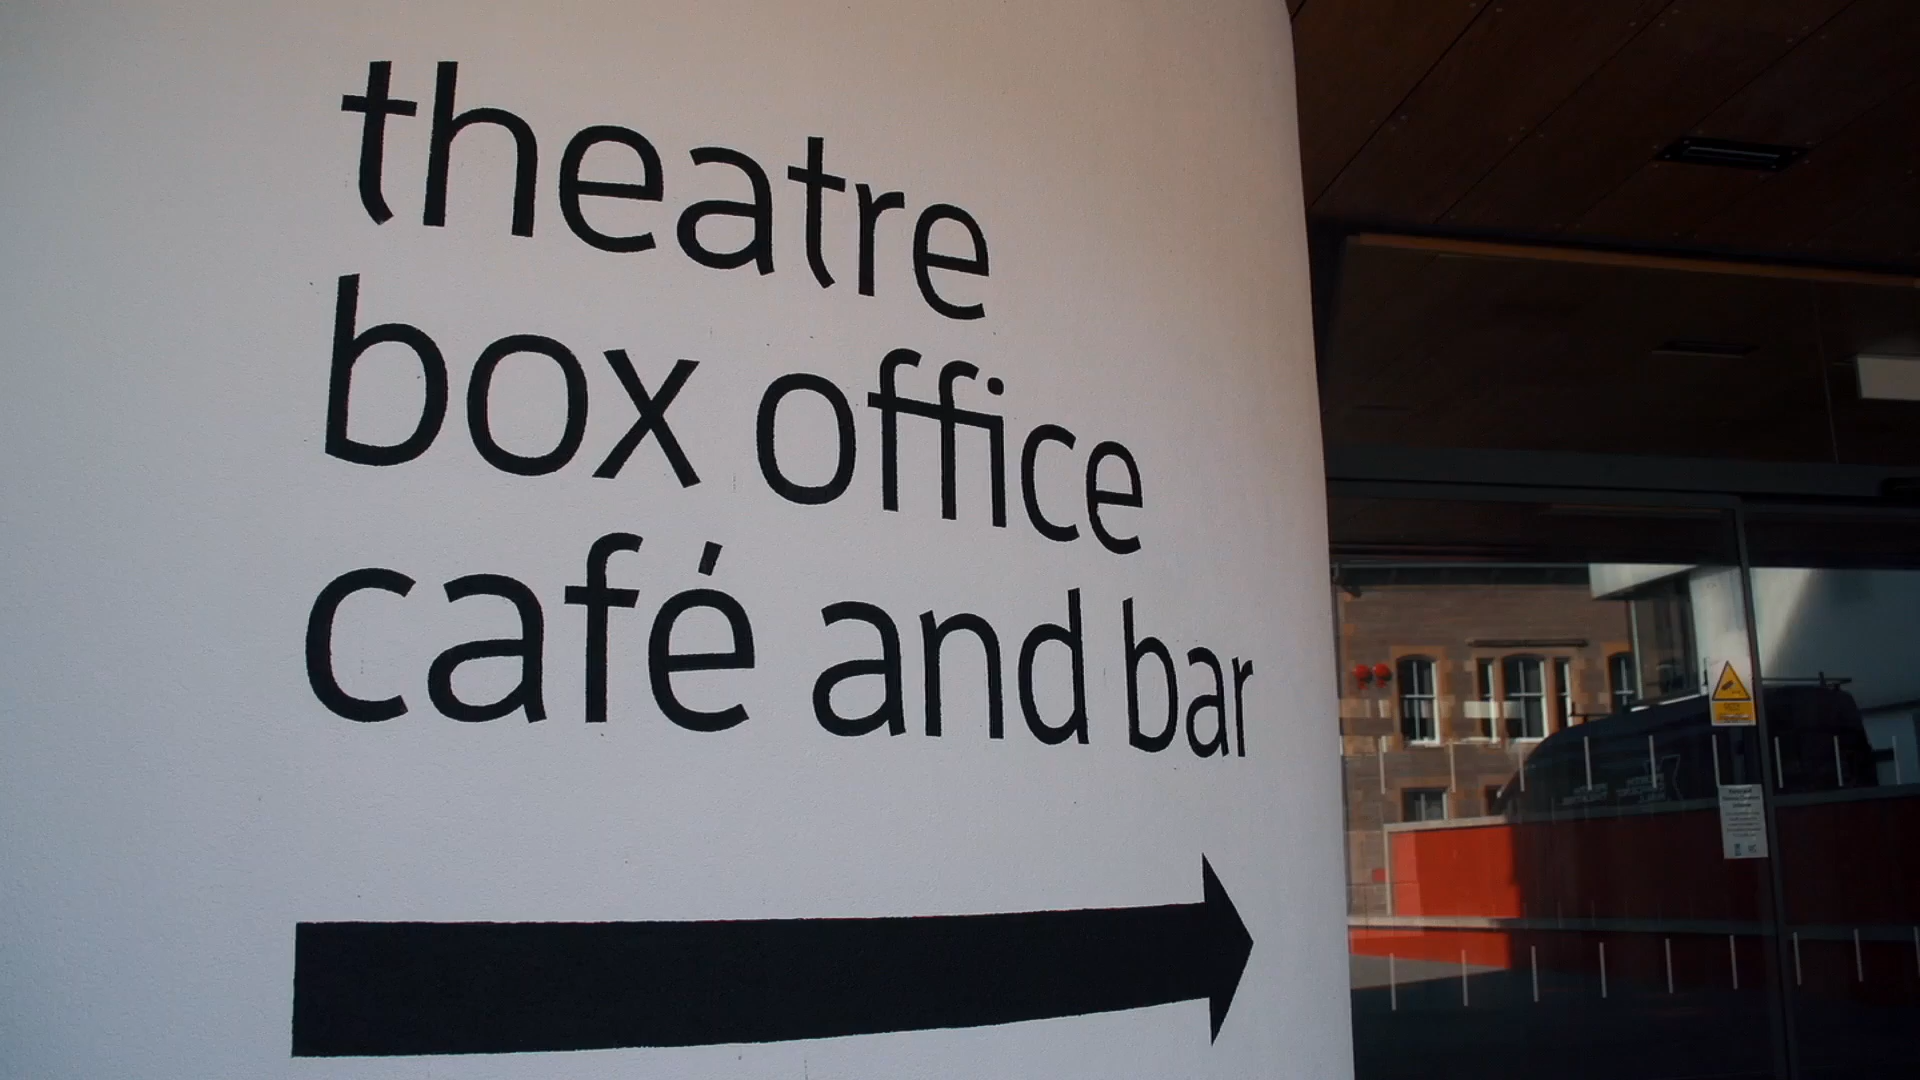 theatre
box office
café and bar